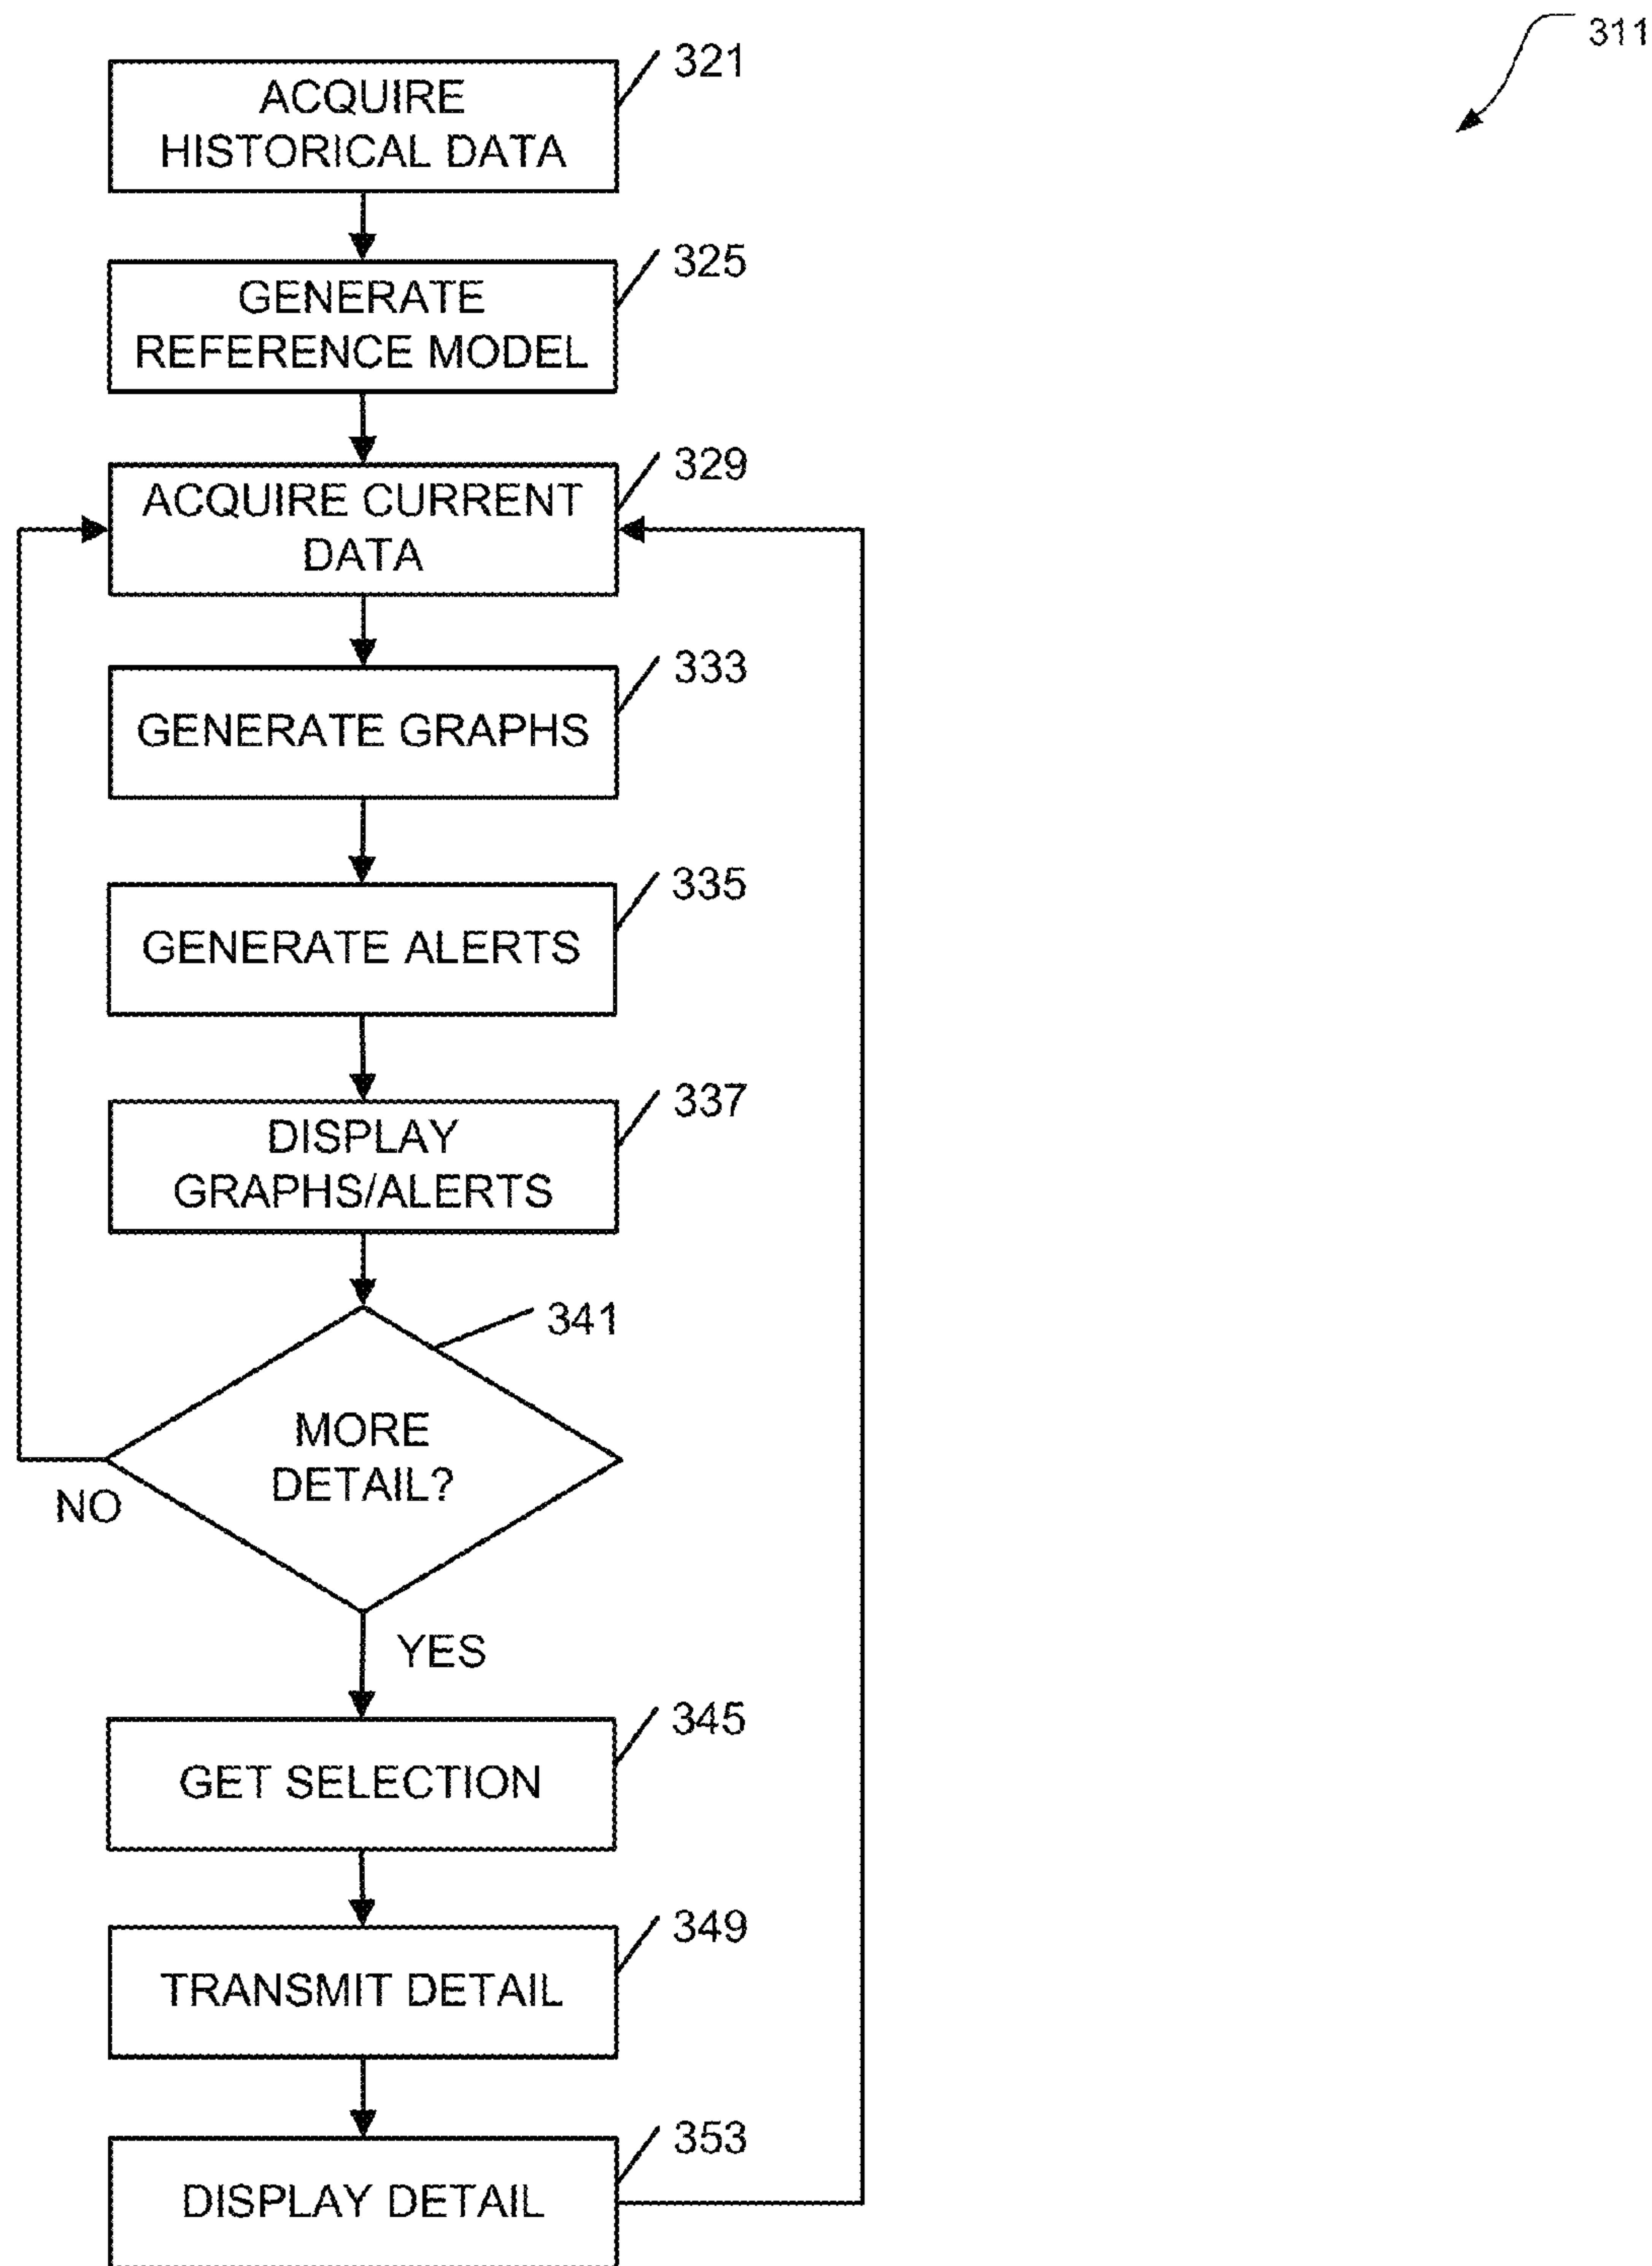 311
321
ACQUIRE
HISTORICAL DATA
325
GENERATE
REFERENCE MODEL
329
ACQUIRE CURRENT
DATA
333
GENERATE GRAPHS
335
GENERATE ALERTS
337
DISPLAY
GRAPHS/ALERTS
341
MORE
DETAIL?
NO
YES
345
GET SELECTION
349
TRANSMIT DETAIL
353
DISPLAY DETAIL